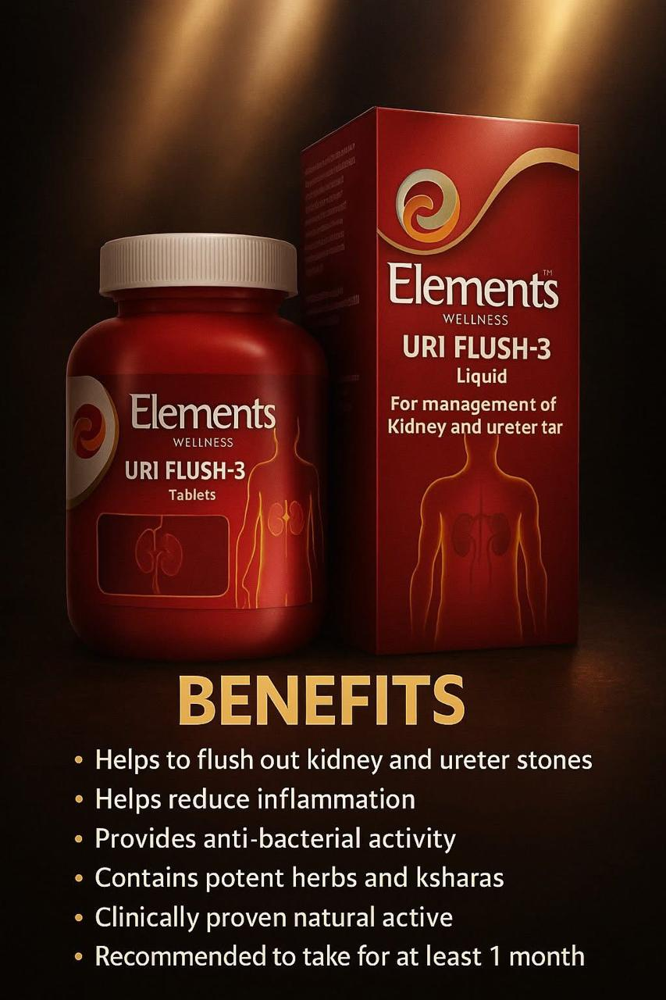 Elements™
WELLNESS
URI FLUSH-3
Liquid
For management of
Kidney and ureter tar
Elements
WELLNESS
URI FLUSH-3
Tablets
BENEFITS
• Helps to flush out kidney and ureter stones
• Helps reduce inflammation
• Provides anti-bacterial activity
• Contains potent herbs and ksharas
• Clinically proven natural active
• Recommended to take for at least 1 month